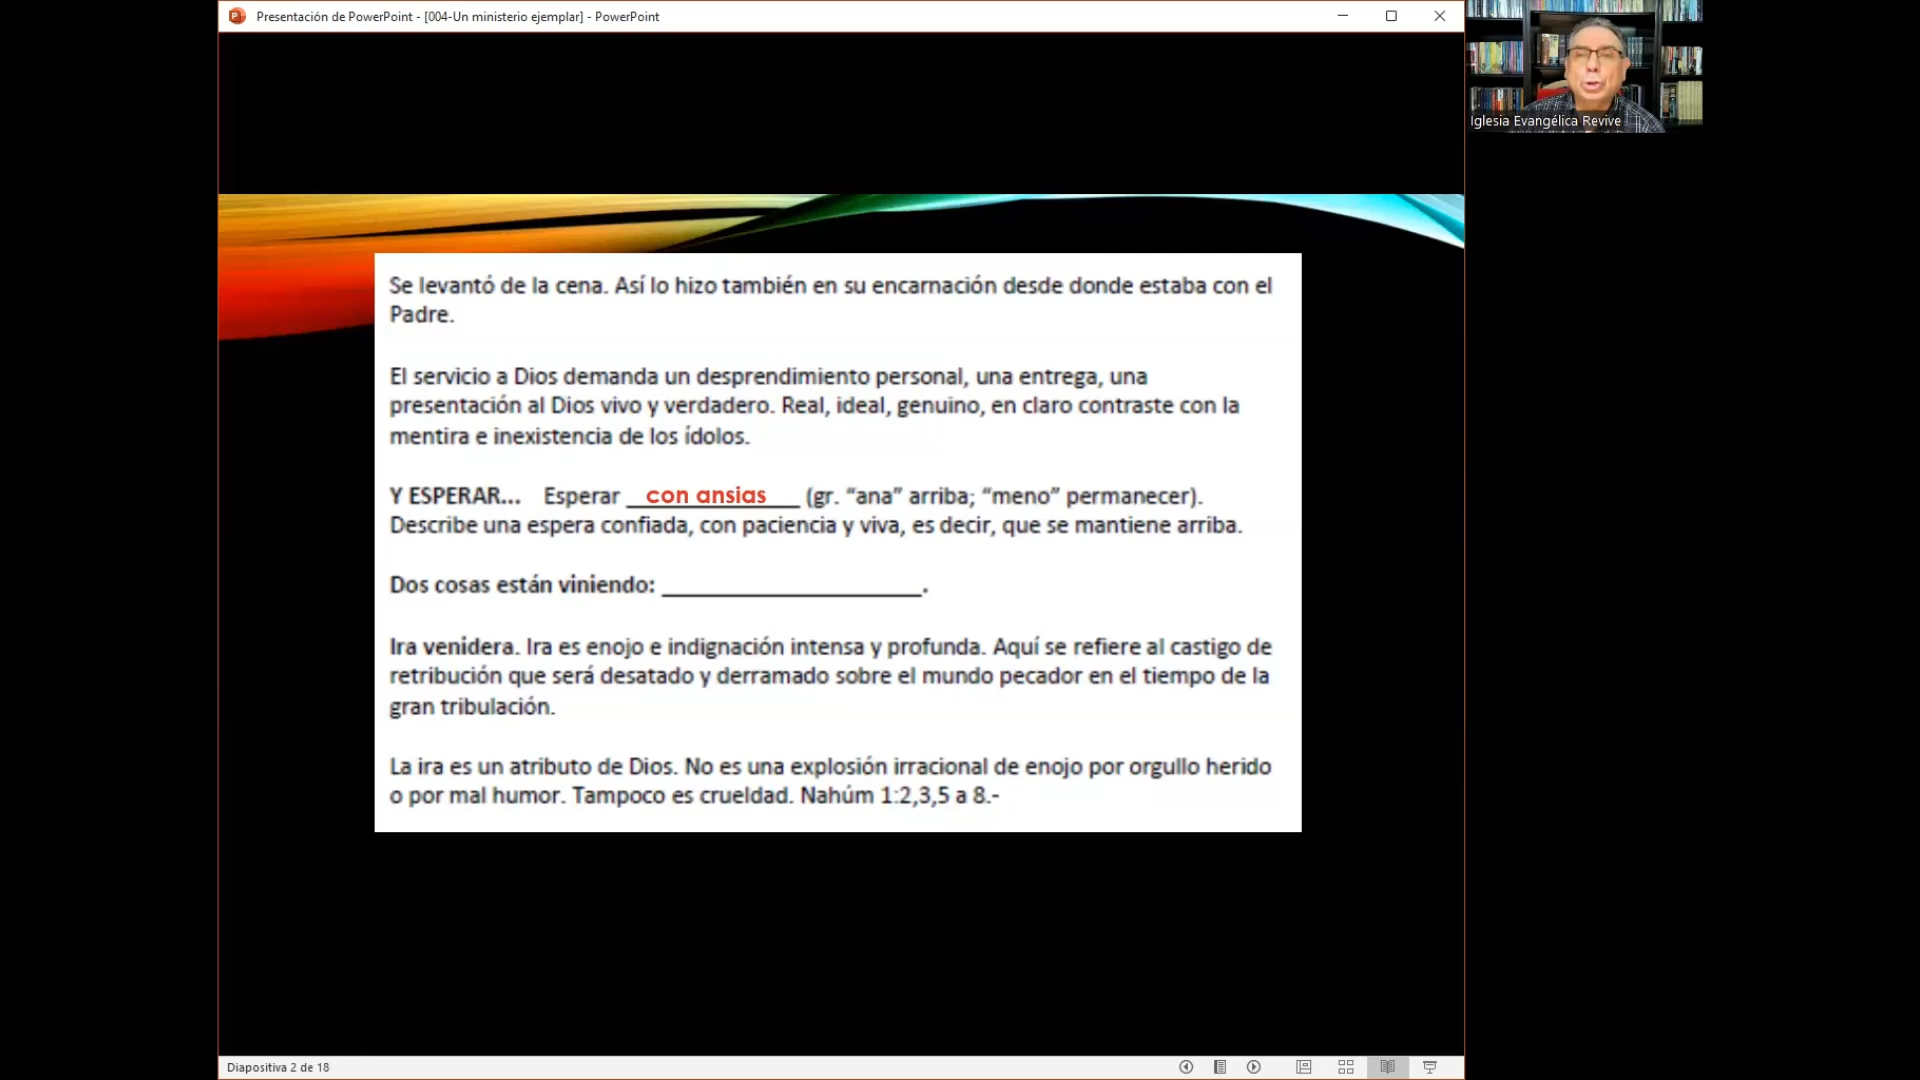 Presentación de PowerPoint - [004-Un ministerio ejemplar] - PowerPoint
Iglesia Evangélica Revive
Se levantó de la cena. Así lo hizo también en su encarnación desde donde estaba con el
Padre.
El servicio a Dios demanda un desprendimiento personal, una entrega, una
presentación al Dios vivo y verdadero. Real, ideal, genuino, en claro contraste con la
mentira e inexistencia de los ídolos.
Y ESPERAR... Esperar con ansias (gr. “ana” arriba; “meno” permanecer).
Describe una espera confiada, con paciencia y viva, es decir, que se mantiene arriba.
Dos cosas están viniendo: ____________________.
Ira venidera. Ira es enojo e indignación intensa y profunda. Aquí se refiere al castigo de
retribución que será desatado y derramado sobre el mundo pecador en el tiempo de la
gran tribulación.
La ira es un atributo de Dios. No es una explosión irracional de enojo por orgullo herido
o por mal humor. Tampoco es crueldad. Nahúm 1:2,3,5 a 8.-
Diapositiva 2 de 18